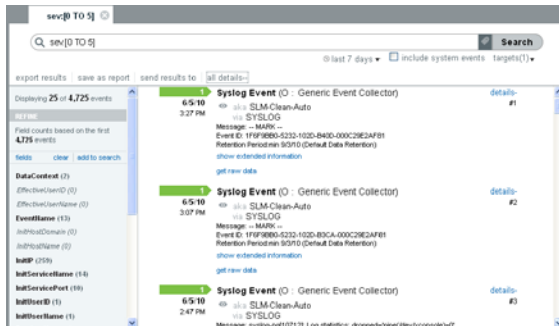 sev:[0 TO 5]
sev:[0 TO 5]
Search
last 7 days
include system events
targets(1)
export results
save as report
send results to
all details--
Displaying 25 of 4,725 events
REFINE
Field counts based on the first
4,725 events
fields
clear
add to search
DataContext (2)
EffectiveUserID (0)
EffectiveUserName (0)
EventName (13)
InitHostDomain (0)
InitHostName (0)
InitIP (259)
InitServiceName (14)
InitServicePort (18)
InitUserID (1)
InitUserName (1)
1
Syslog Event (O : Generic Event Collector)
details-
6/5/10
aka SLM-Clean-Auto
#1
3:27 PM
via SYSLOG
Message: -- MARK --
Event ID: 1F6F9BB0-5232-102D-B40D-000C29E2AFB1
Retention Period:min 9/3/10 (Default Data Retention)
show extended information
get raw data
1
Syslog Event (O : Generic Event Collector)
details-
6/5/10
aka SLM-Clean-Auto
#2
3:07 PM
via SYSLOG
Message: -- MARK --
Event ID: 1F6F9BB0-5232-102D-B3CA-000C29E2AFB1
Retention Period:min 9/3/10 (Default Data Retention)
show extended information
get raw data
1
Syslog Event (O : Generic Event Collector)
details-
6/5/10
aka SLM-Clean-Auto
#3
2:47 PM
via SYSLOG